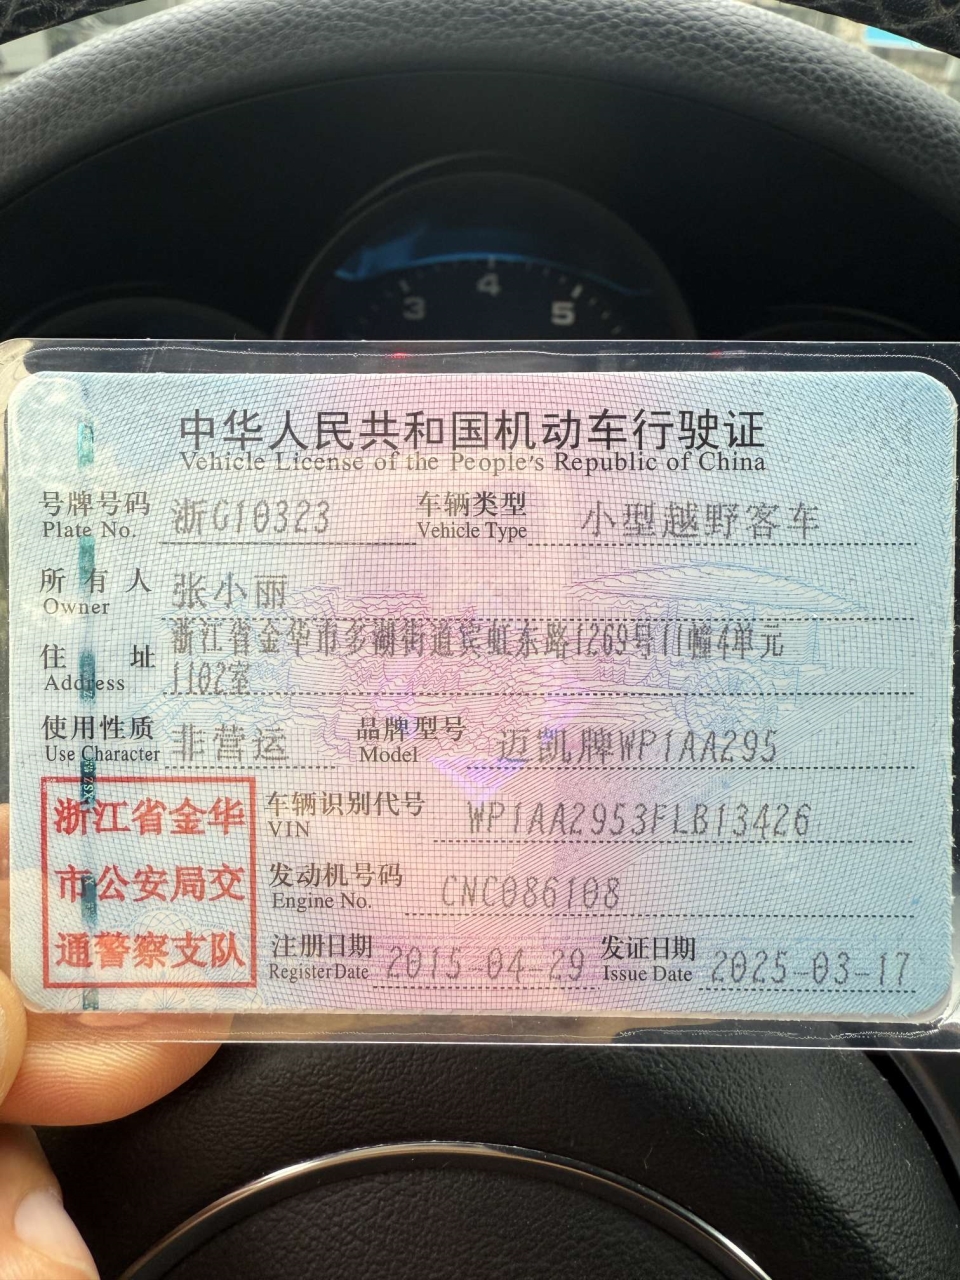 3 4 5
中华人民共和国机动车行驶证
Vehicle License of the People's Republic of China
号牌号码 浙G10323 车辆类型 小型越野客车
Plate No. Vehicle Type
所有人 张小丽
Owner
住址 浙江省金华市多湖街道宾虹东路1269号11幢4单元
Address 1102室
使用性质 非营运 品牌型号 迈凯牌WP1AA295
Use Character Model
浙江省金华
市公安局交
通警察支队
车辆识别代号 WP1AA2953FLB13426
VIN
发动机号码 CNC086108
Engine No.
注册日期 2015-04-29 发证日期 2025-03-17
Register Date Issue Date